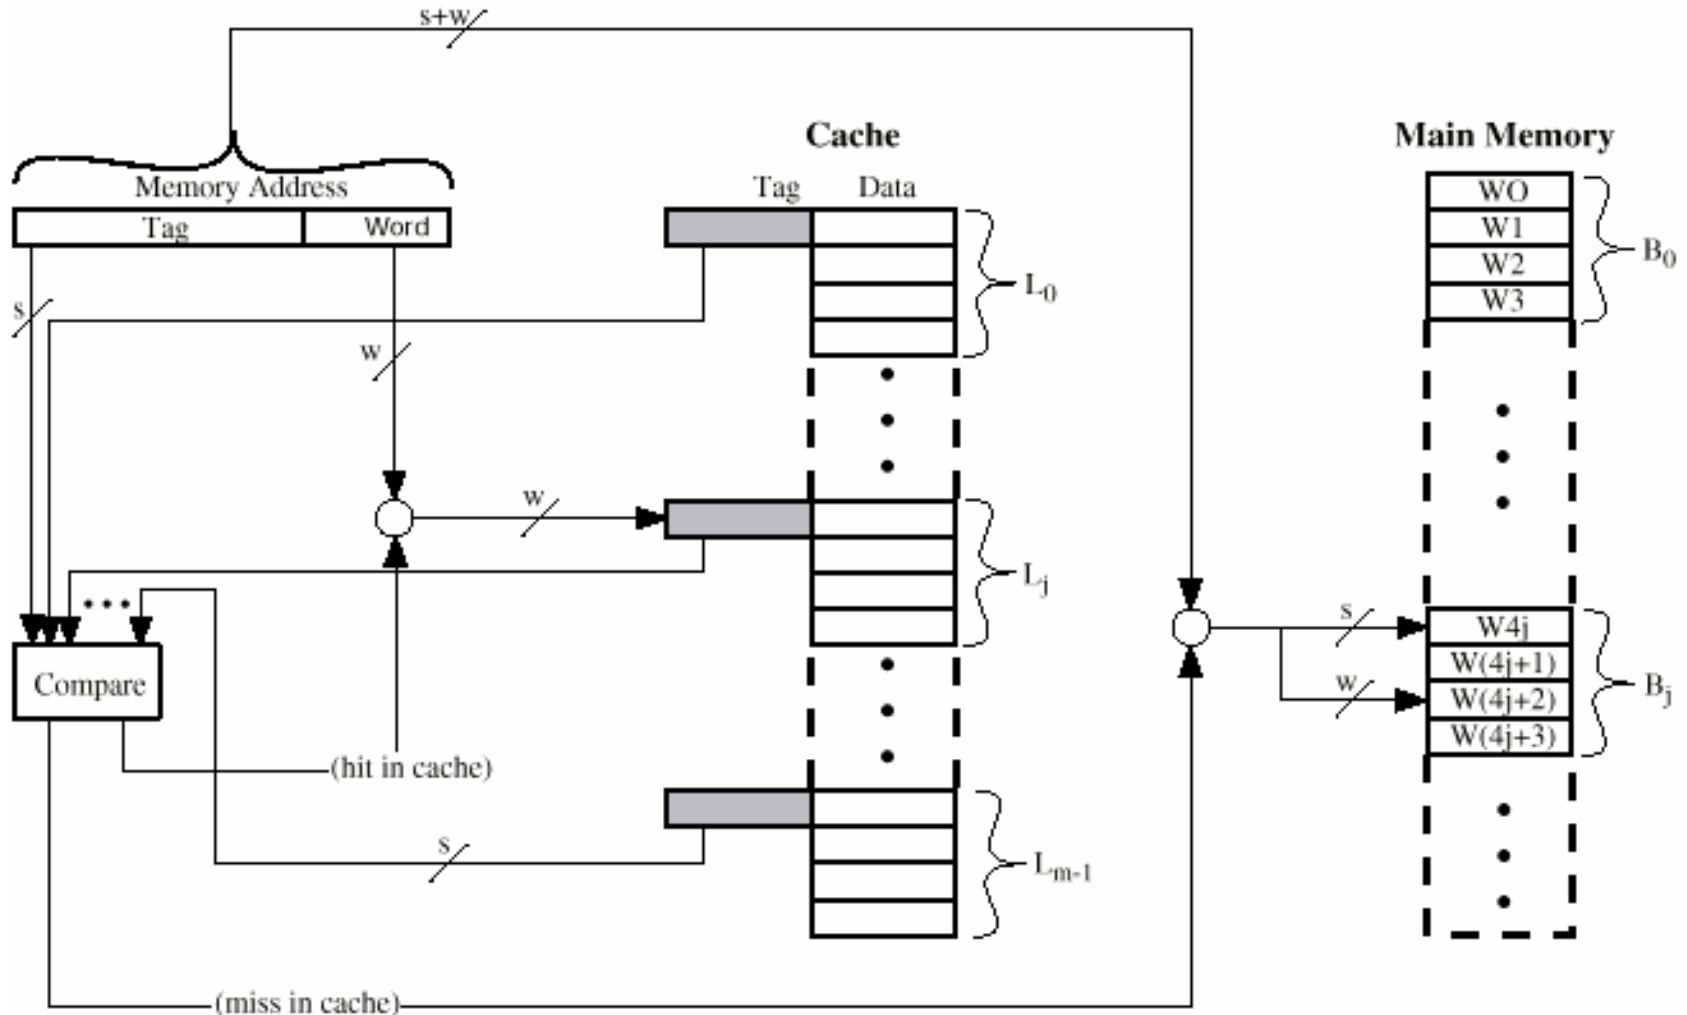 s+w
Cache
Main Memory
Memory Address
Tag Data
Tag Word
WO
W1
W2
W3
B0
L0
s
w
w
Lj
s
W4j
W(4j+1)
w
W(4j+2)
W(4j+3)
Bj
Compare
(hit in cache)
s
Lm-1
(miss in cache)